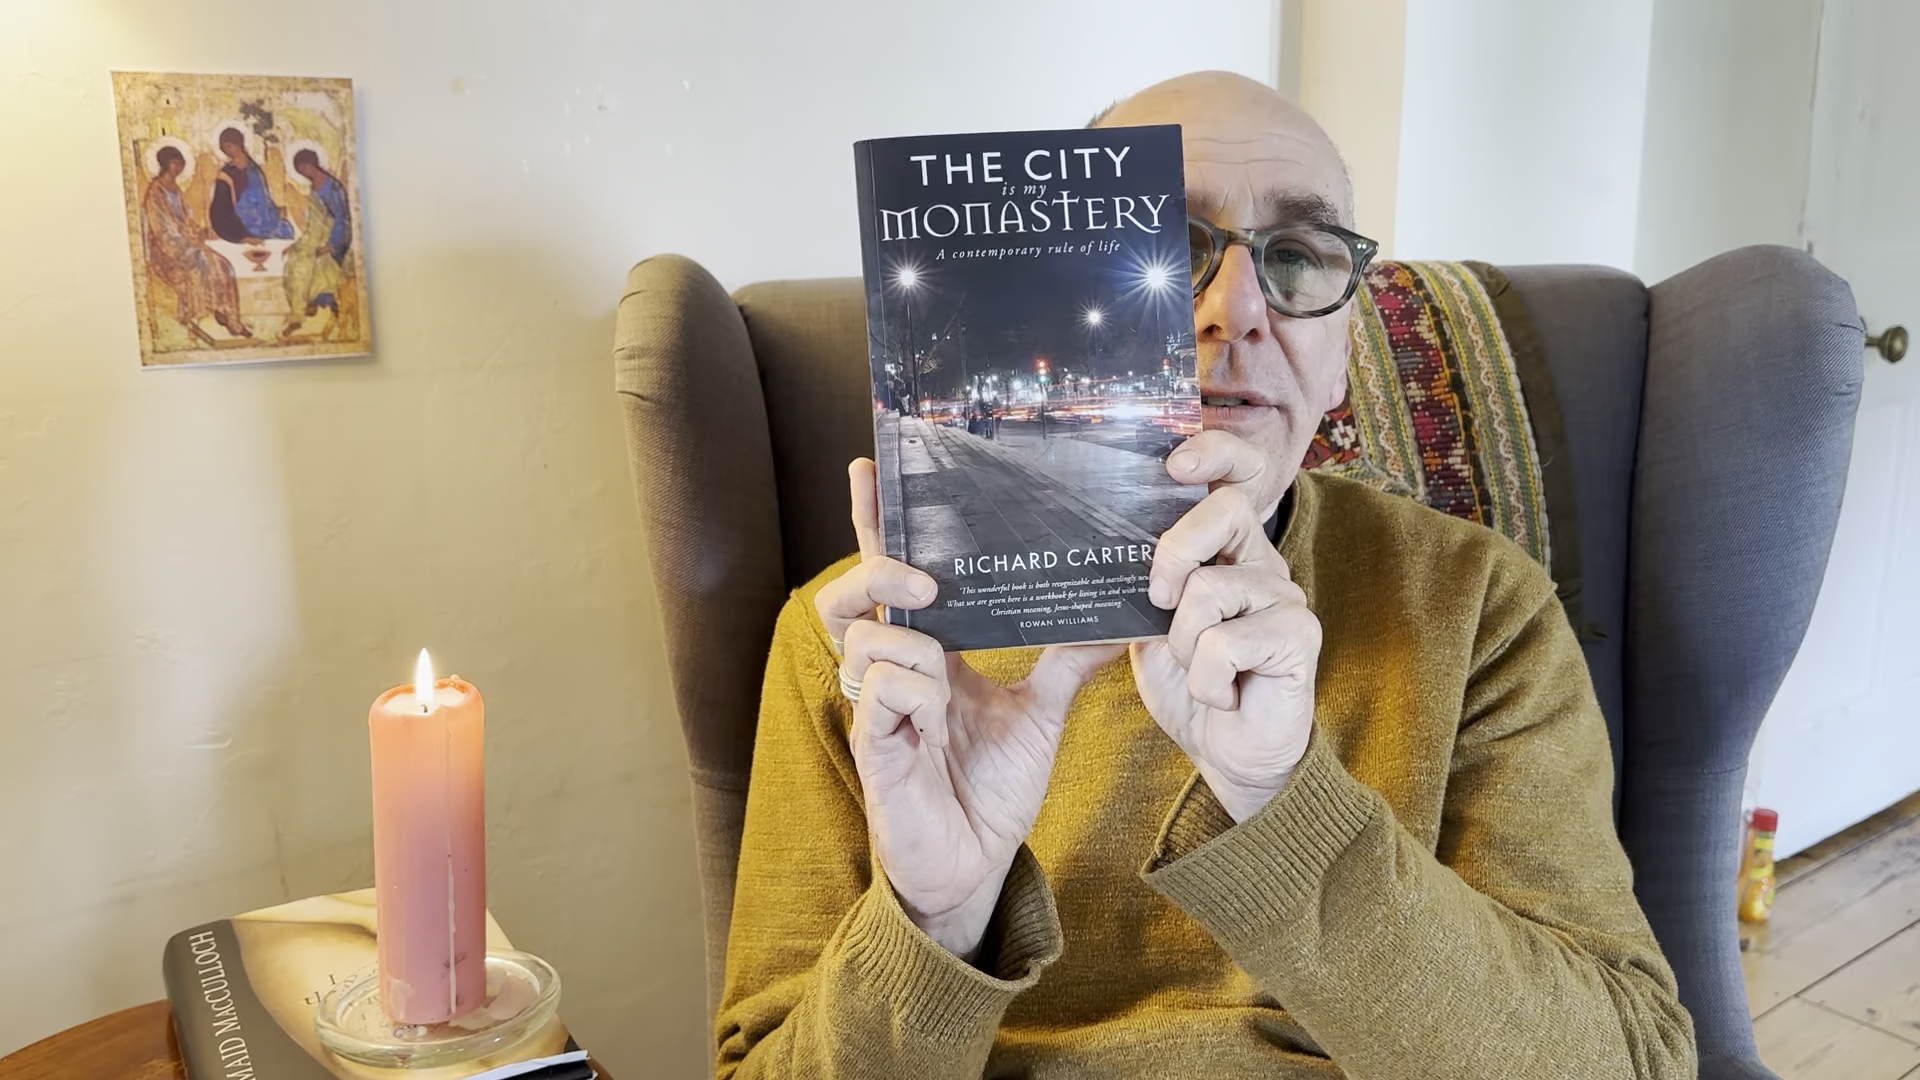 THE CITY
is my
MONASTERY
A contemporary rule of life
RICHARD CARTER
"This wonderful book is both recognizable and startlingly
What we are given here is a workbook for living in and with
Christian meaning, Jesus-shaped meaning."
ROWAN WILLIAMS
MAID MACCULLOCH